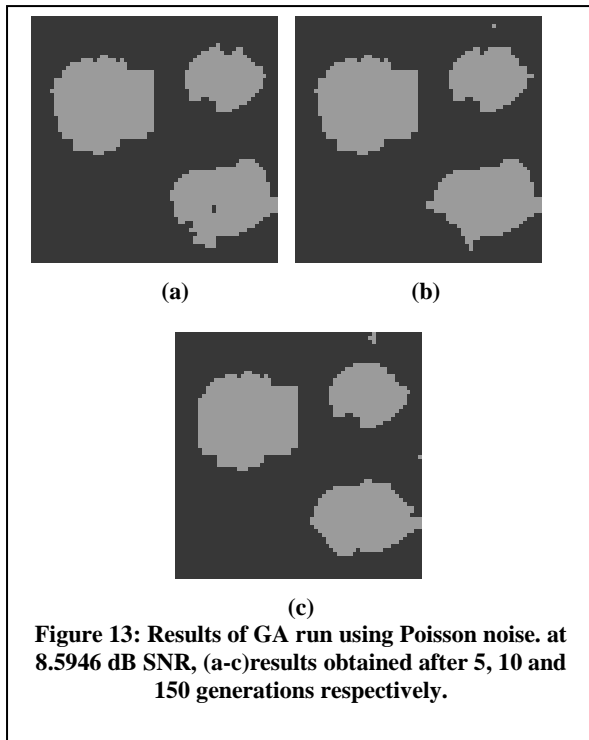 (a) (b)
(c)
Figure 13: Results of GA run using Poisson noise. at
8.5946 dB SNR, (a-c)results obtained after 5, 10 and
150 generations respectively.